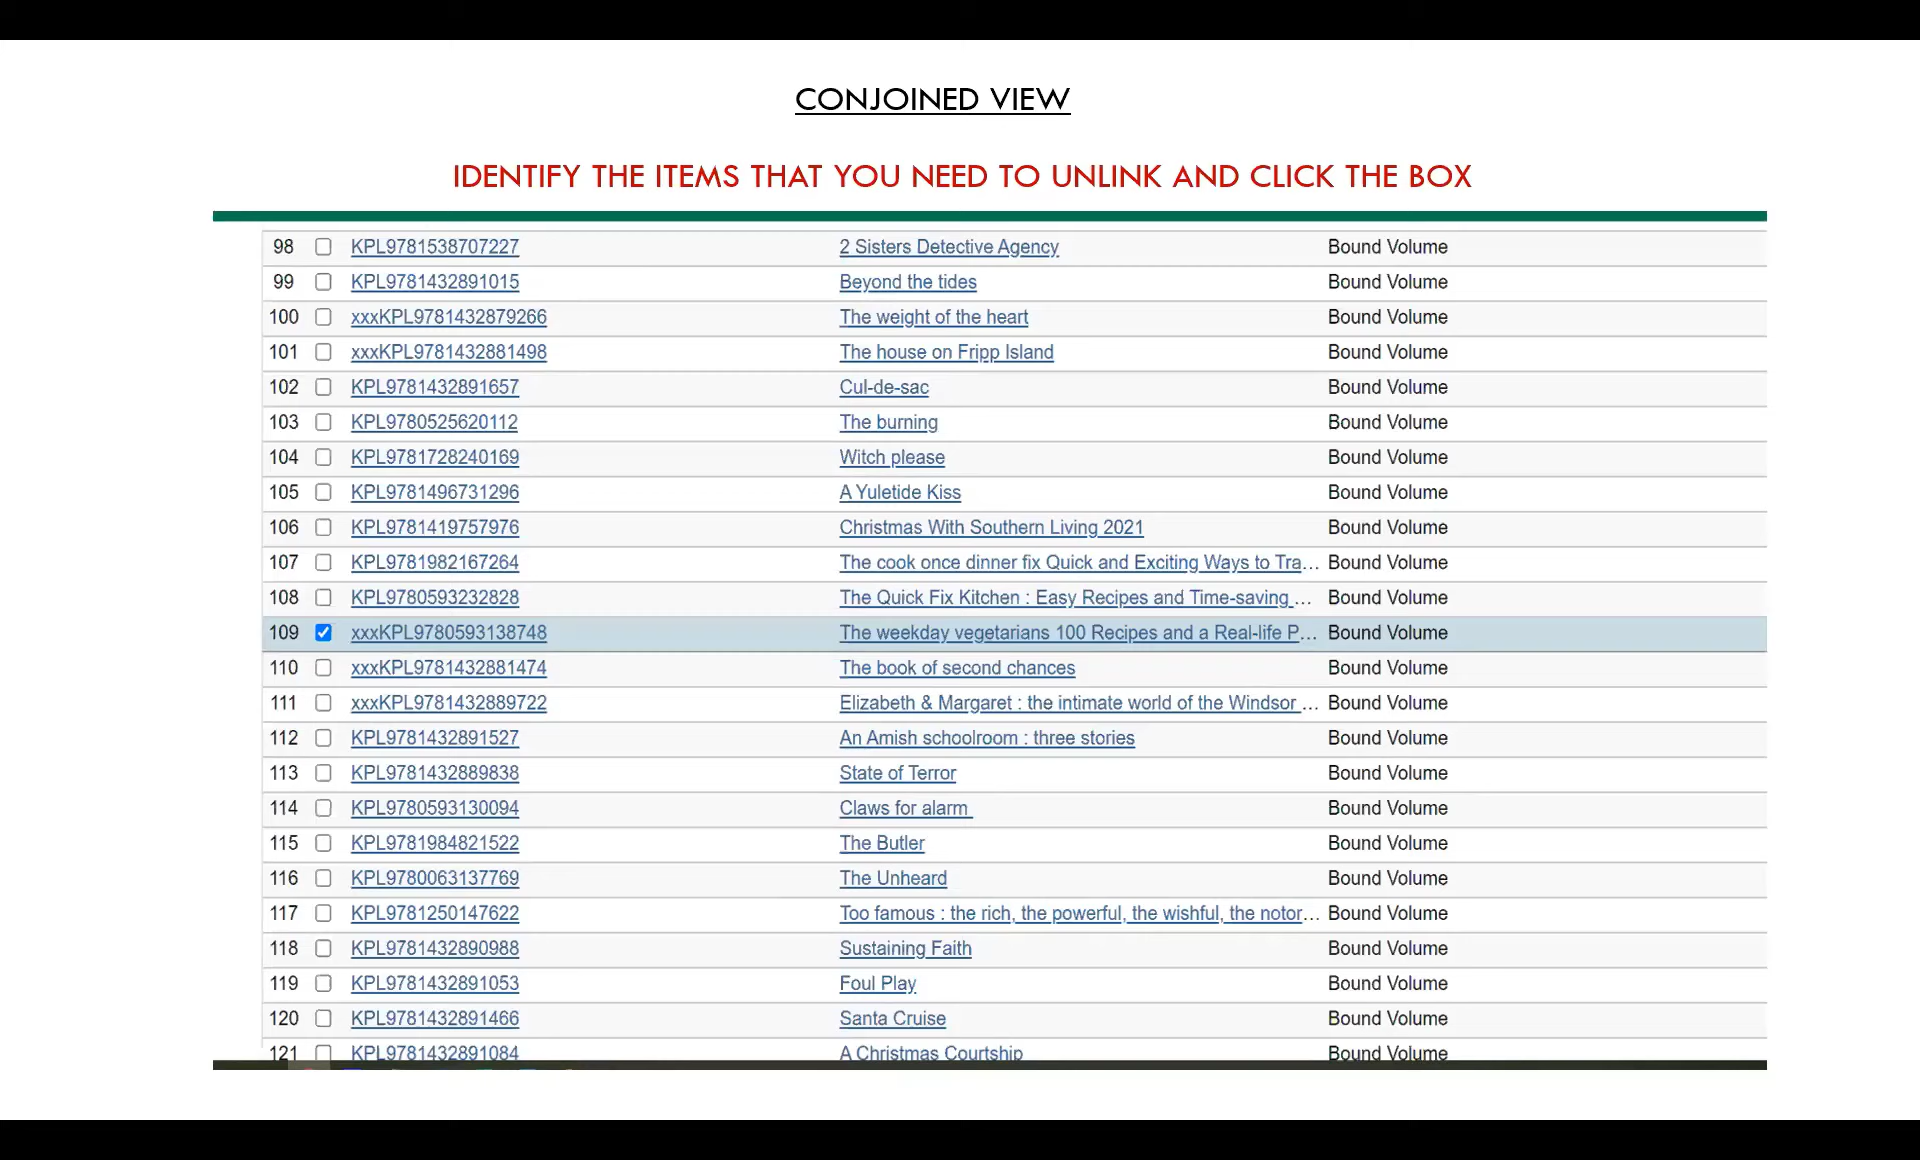 CONJOINED VIEW
IDENTIFY THE ITEMS THAT YOU NEED TO UNLINK AND CLICK THE BOX
98 KPL9781538707227 2 Sisters Detective Agency Bound Volume
99 KPL9781432891015 Beyond the tides Bound Volume
100 xxxKPL9781432879266 The weight of the heart Bound Volume
101 xxxKPL9781432881498 The house on Fripp Island Bound Volume
102 KPL9781432891657 Cul-de-sac Bound Volume
103 KPL9780525620112 The burning Bound Volume
104 KPL9781728240169 Witch please Bound Volume
105 KPL9781496731296 A Yuletide Kiss Bound Volume
106 KPL9781419757976 Christmas With Southern Living 2021 Bound Volume
107 KPL9781982167264 The cook once dinner fix Quick and Exciting Ways to Tra... Bound Volume
108 KPL9780593232828 The Quick Fix Kitchen : Easy Recipes and Time-saving ... Bound Volume
109 xxxKPL9780593138748 The weekday vegetarians 100 Recipes and a Real-life P... Bound Volume
110 xxxKPL9781432881474 The book of second chances Bound Volume
111 xxxKPL9781432889722 Elizabeth & Margaret : the intimate world of the Windsor ... Bound Volume
112 KPL9781432891527 An Amish schoolroom : three stories Bound Volume
113 KPL9781432889838 State of Terror Bound Volume
114 KPL9780593130094 Claws for alarm Bound Volume
115 KPL9781984821522 The Butler Bound Volume
116 KPL9780063137769 The Unheard Bound Volume
117 KPL9781250147622 Too famous : the rich, the powerful, the wishful, the notor... Bound Volume
118 KPL9781432890988 Sustaining Faith Bound Volume
119 KPL9781432891053 Foul Play Bound Volume
120 KPL9781432891466 Santa Cruise Bound Volume
121 KPL9781432891084 A Christmas Courtship Bound Volume